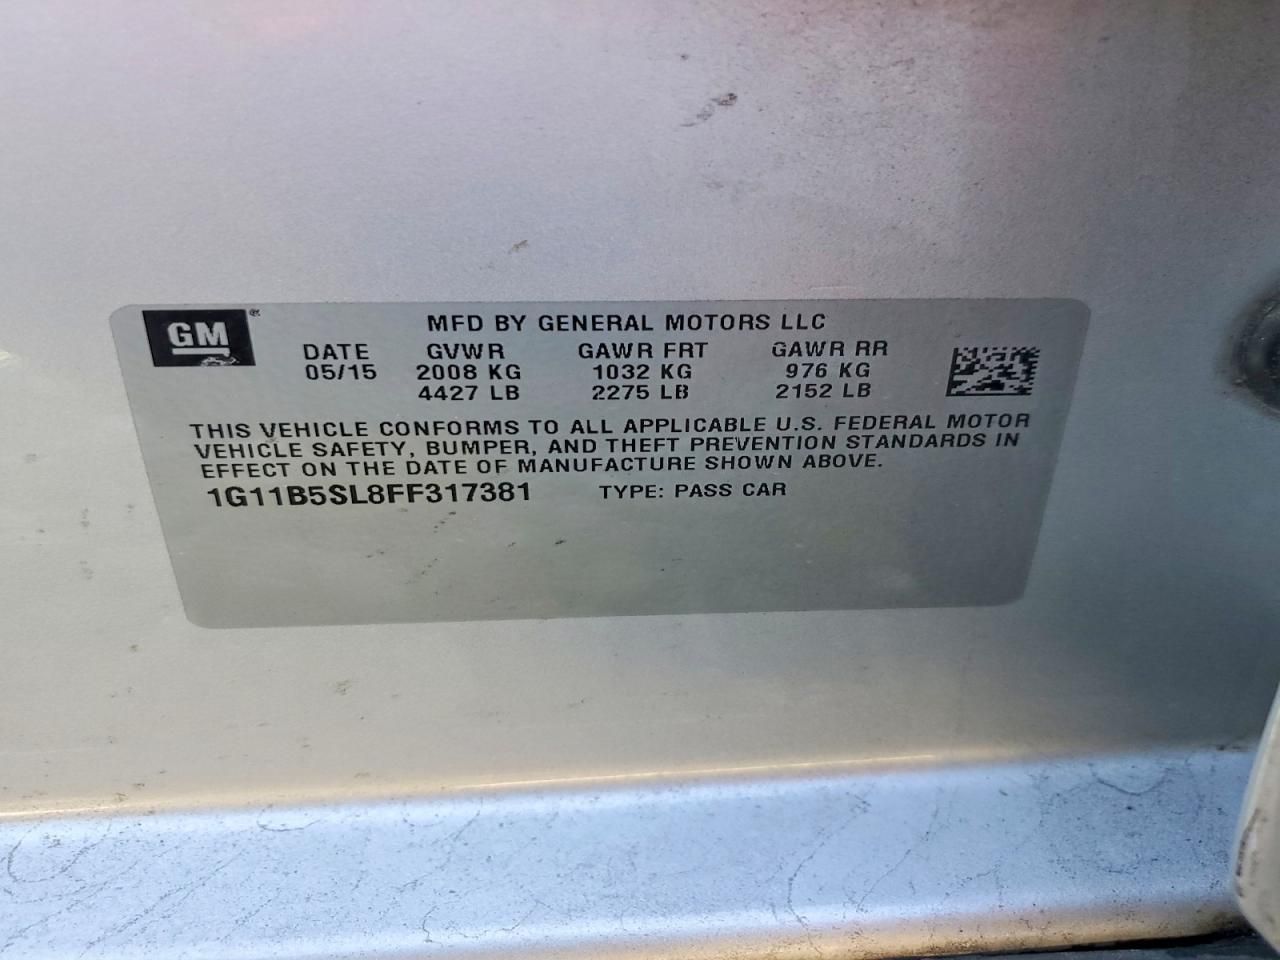 GM®
MFD BY GENERAL MOTORS LLC
DATE GVWR GAWR FRT GAWR RR
05/15 2008 KG 1032 KG 976 KG
4427 LB 2275 LB 2152 LB
THIS VEHICLE CONFORMS TO ALL APPLICABLE U.S. FEDERAL MOTOR
VEHICLE SAFETY, BUMPER, AND THEFT PREVENTION STANDARDS IN
EFFECT ON THE DATE OF MANUFACTURE SHOWN ABOVE.
1G11B5SL8FF317381 TYPE: PASS CAR